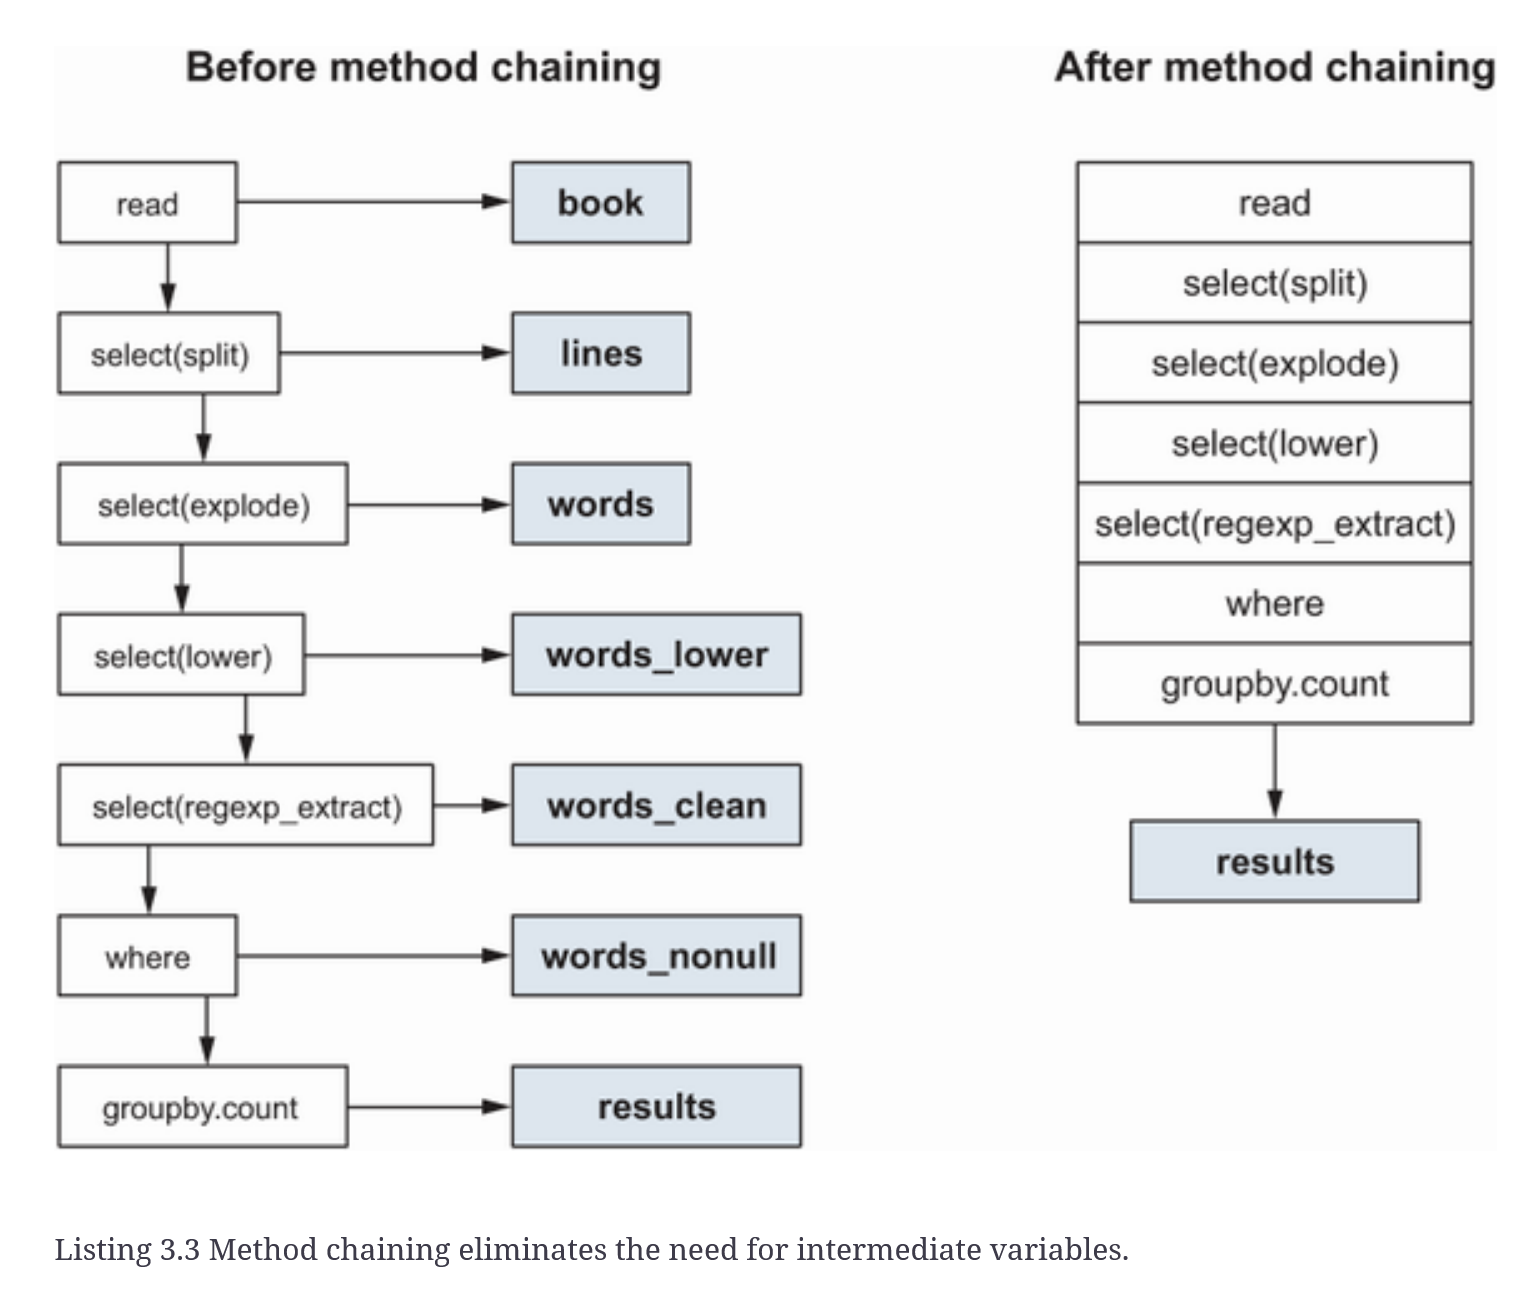 Before method chaining
After method chaining
read
book
select(split)
lines
select(explode)
words
select(lower)
words_lower
select(regexp_extract)
words_clean
where
words_nonull
groupby.count
results
read
select(split)
select(explode)
select(lower)
select(regexp_extract)
where
groupby.count
results
Listing 3.3 Method chaining eliminates the need for intermediate variables.